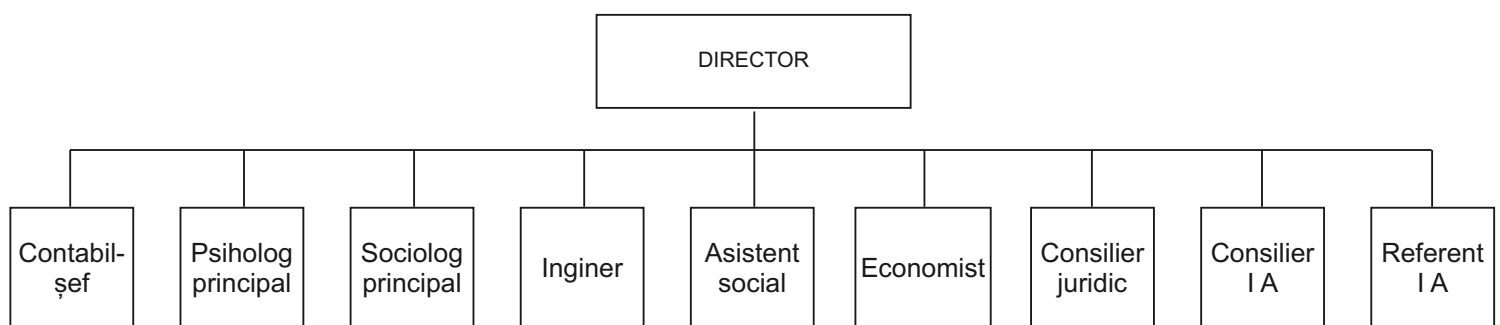 DIRECTOR
Contabil-
șef
Psiholog
principal
Sociolog
principal
Inginer
Asistent
social
Economist
Consilier
juridic
Consilier
I A
Referent
I A